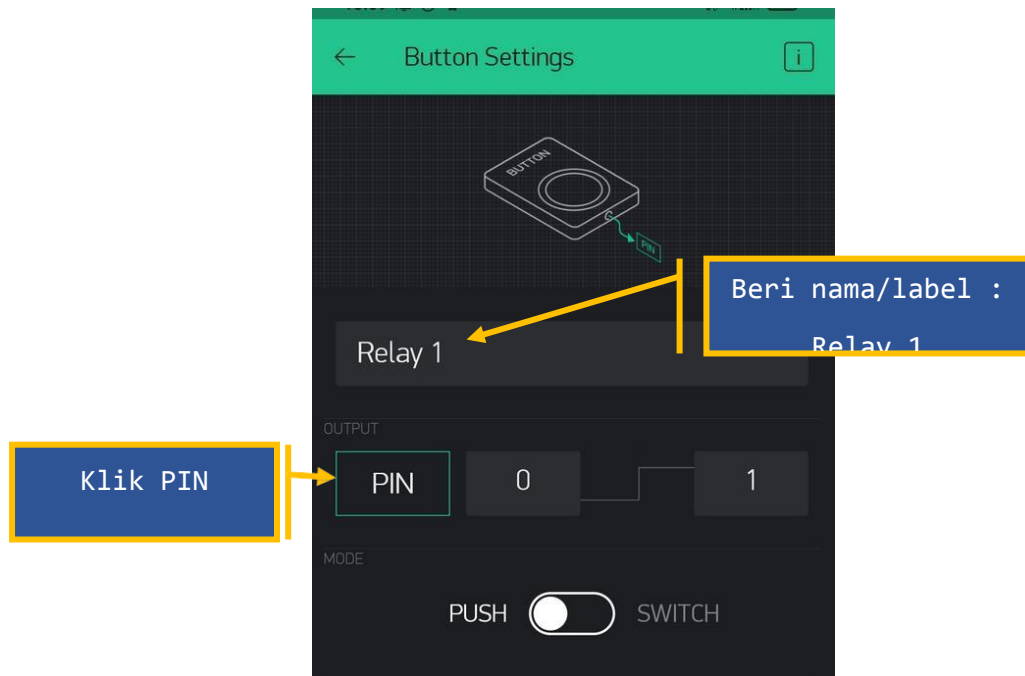 Button Settings
i
BUTTON
PIN
Beri nama/label :
Relay 1
Relay 1
OUTPUT
Klik PIN
PIN
0
1
MODE
PUSH
SWITCH